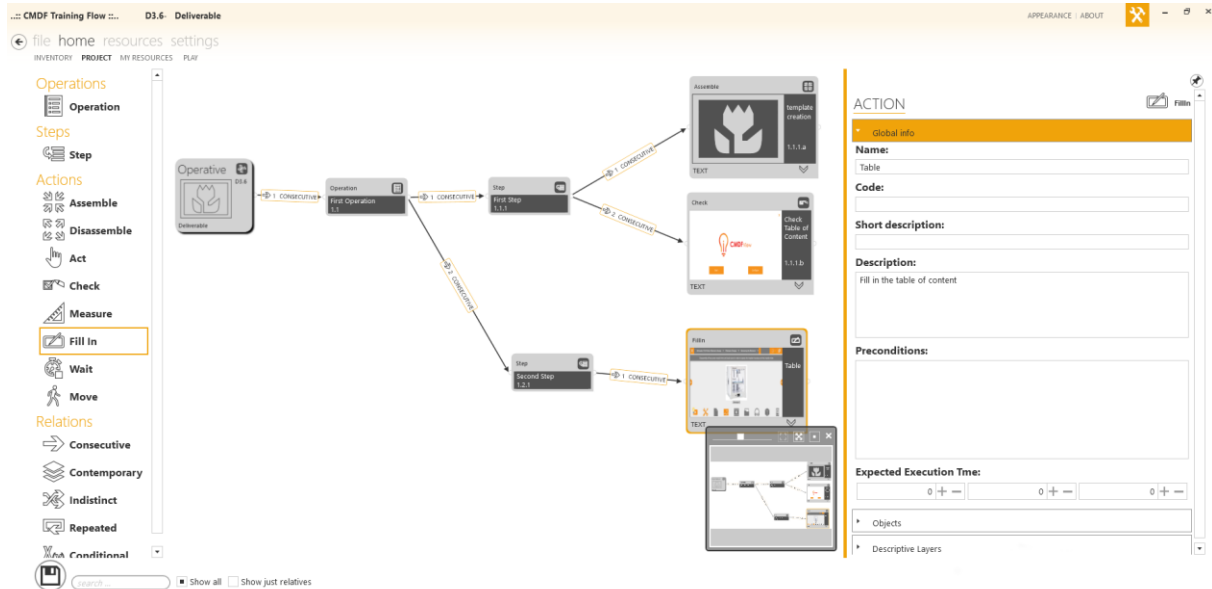 ..:: CMDF Training Flow ::.. D3.6- Deliverable
APPEARANCE | ABOUT
file home resources settings
INVENTORY PROJECT MY RESOURCES PLAY
Operations
Operation
Steps
Step
Actions
Assemble
Disassemble
Act
Check
Measure
Fill In
Wait
Move
Relations
Consecutive
Contemporary
Indistinct
Repeated
Conditional
search ...
Show all
Show just relatives
Operative
D3.6
Deliverable
1 CONSECUTIVE
Operation
First Operation
1.1
1 CONSECUTIVE
2 CONSECUTIVE
Step
First Step
1.1.1
1 CONSECUTIVE
2 CONSECUTIVE
Assemble
template
creation
1.1.1.a
TEXT
Check
Check
Table of
Content
CMDF
1.1.1.b
TEXT
Step
Second Step
1.2.1
1 CONSECUTIVE
FillIn
Table
TEXT
ACTION
FillIn
Global info
Name:
Table
Code:
Short description:
Description:
Fill in the table of content
Preconditions:
Expected Execution Tme:
0 + − 0 + − 0 + −
Objects
Descriptive Layers